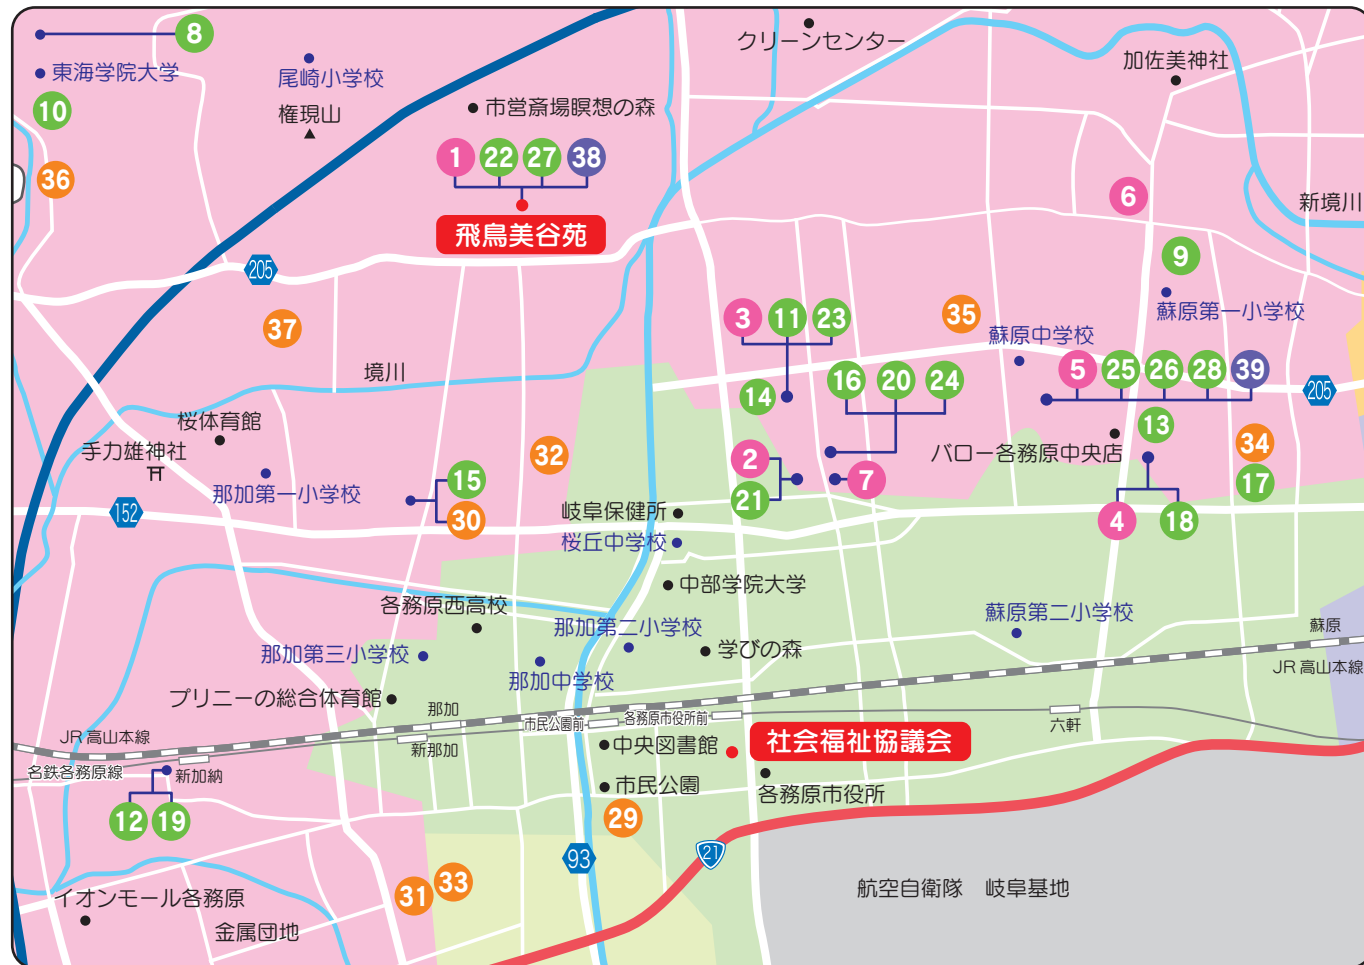 8
クリーンセンター
東海学院大学
尾崎小学校
加佐美神社
10
権現山
市営斎場瞑想の森
36
1 22 27 38
6
新境川
飛鳥美谷苑
9
205
蘇原第一小学校
37
3 11 23
35
蘇原中学校
境川
16 20 24
5 25 26 28 39
205
14
桜体育館
13
手力雄神社
32
バロー各務原中央店
34
那加第一小学校
15
2
7
17
21
152
30
岐阜保健所
4 18
桜丘中学校
中部学院大学
各務原西高校
那加第二小学校
蘇原第二小学校
蘇原
那加第三小学校
学びの森
JR高山本線
那加中学校
プリニーの総合体育館
那加
市民公園前
各務原市役所前
六軒
JR高山本線
新那加
中央図書館
社会福祉協議会
名鉄各務原線
新加納
市民公園
各務原市役所
12 19
29
21
93
31 33
航空自衛隊 岐阜基地
イオンモール各務原
金属団地